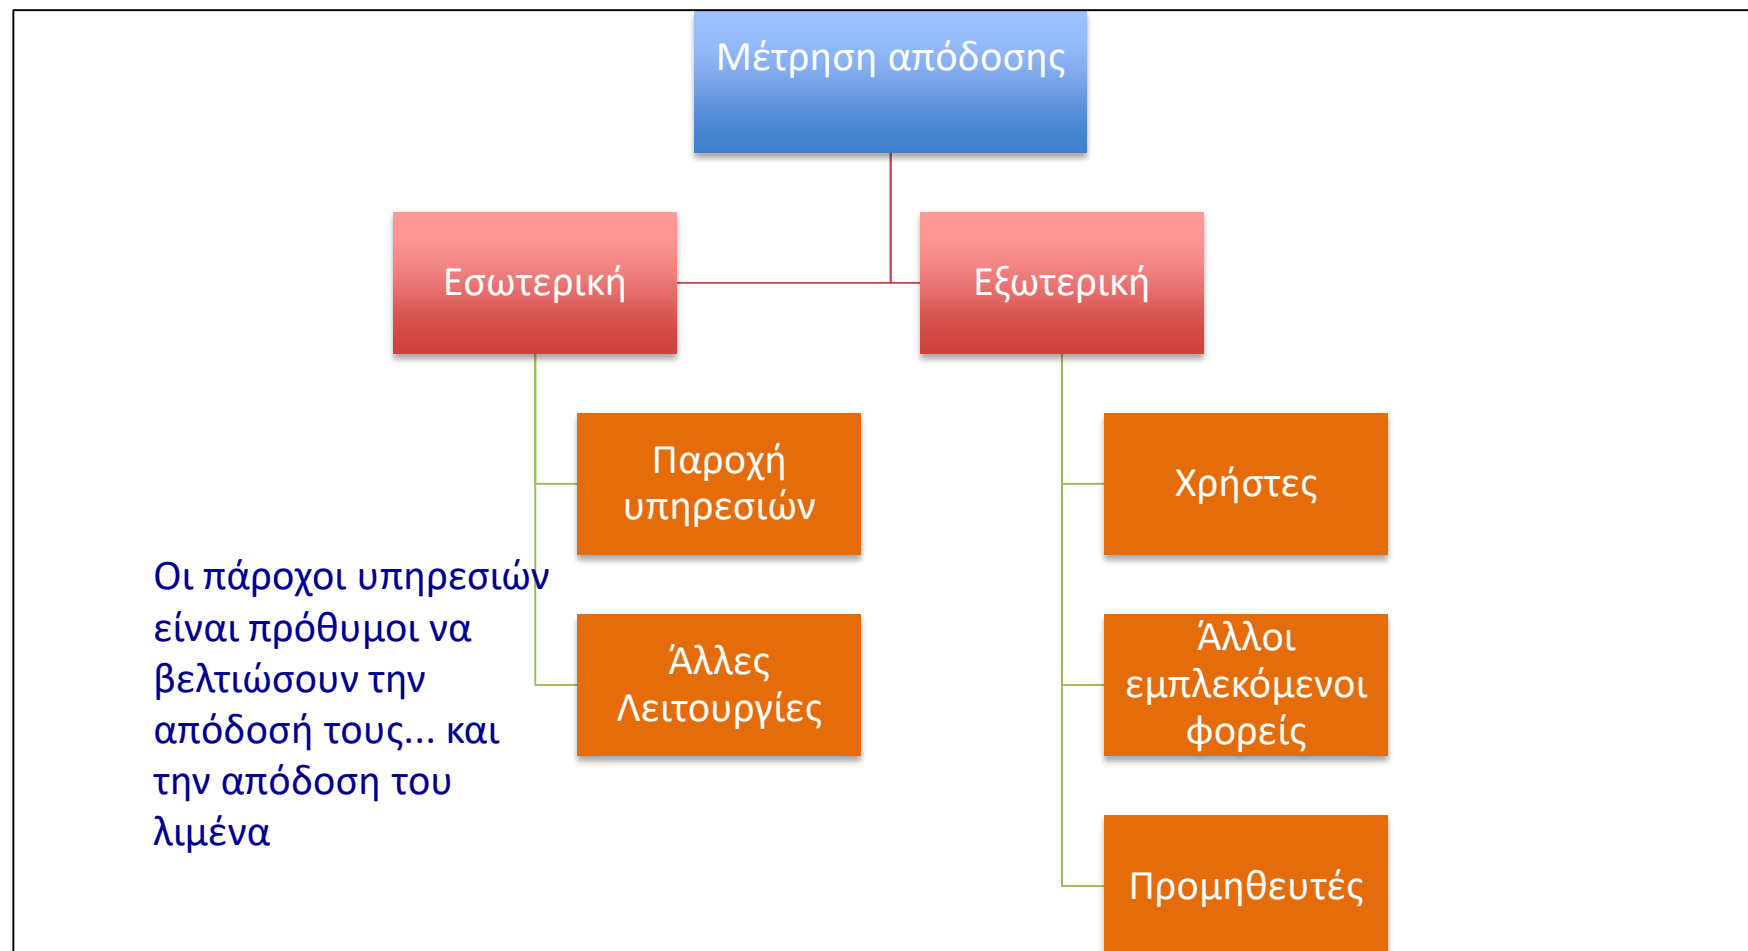 Μέτρηση απόδοσης
Εσωτερική
Εξωτερική
Παροχή
υπηρεσιών
Χρήστες
Οι πάροχοι υπηρεσιών
είναι πρόθυμοι να
βελτιώσουν την
απόδοσή τους... και
την απόδοση του
λιμένα
Άλλες
Λειτουργίες
Άλλοι
εμπλεκόμενοι
φορείς
Προμηθευτές